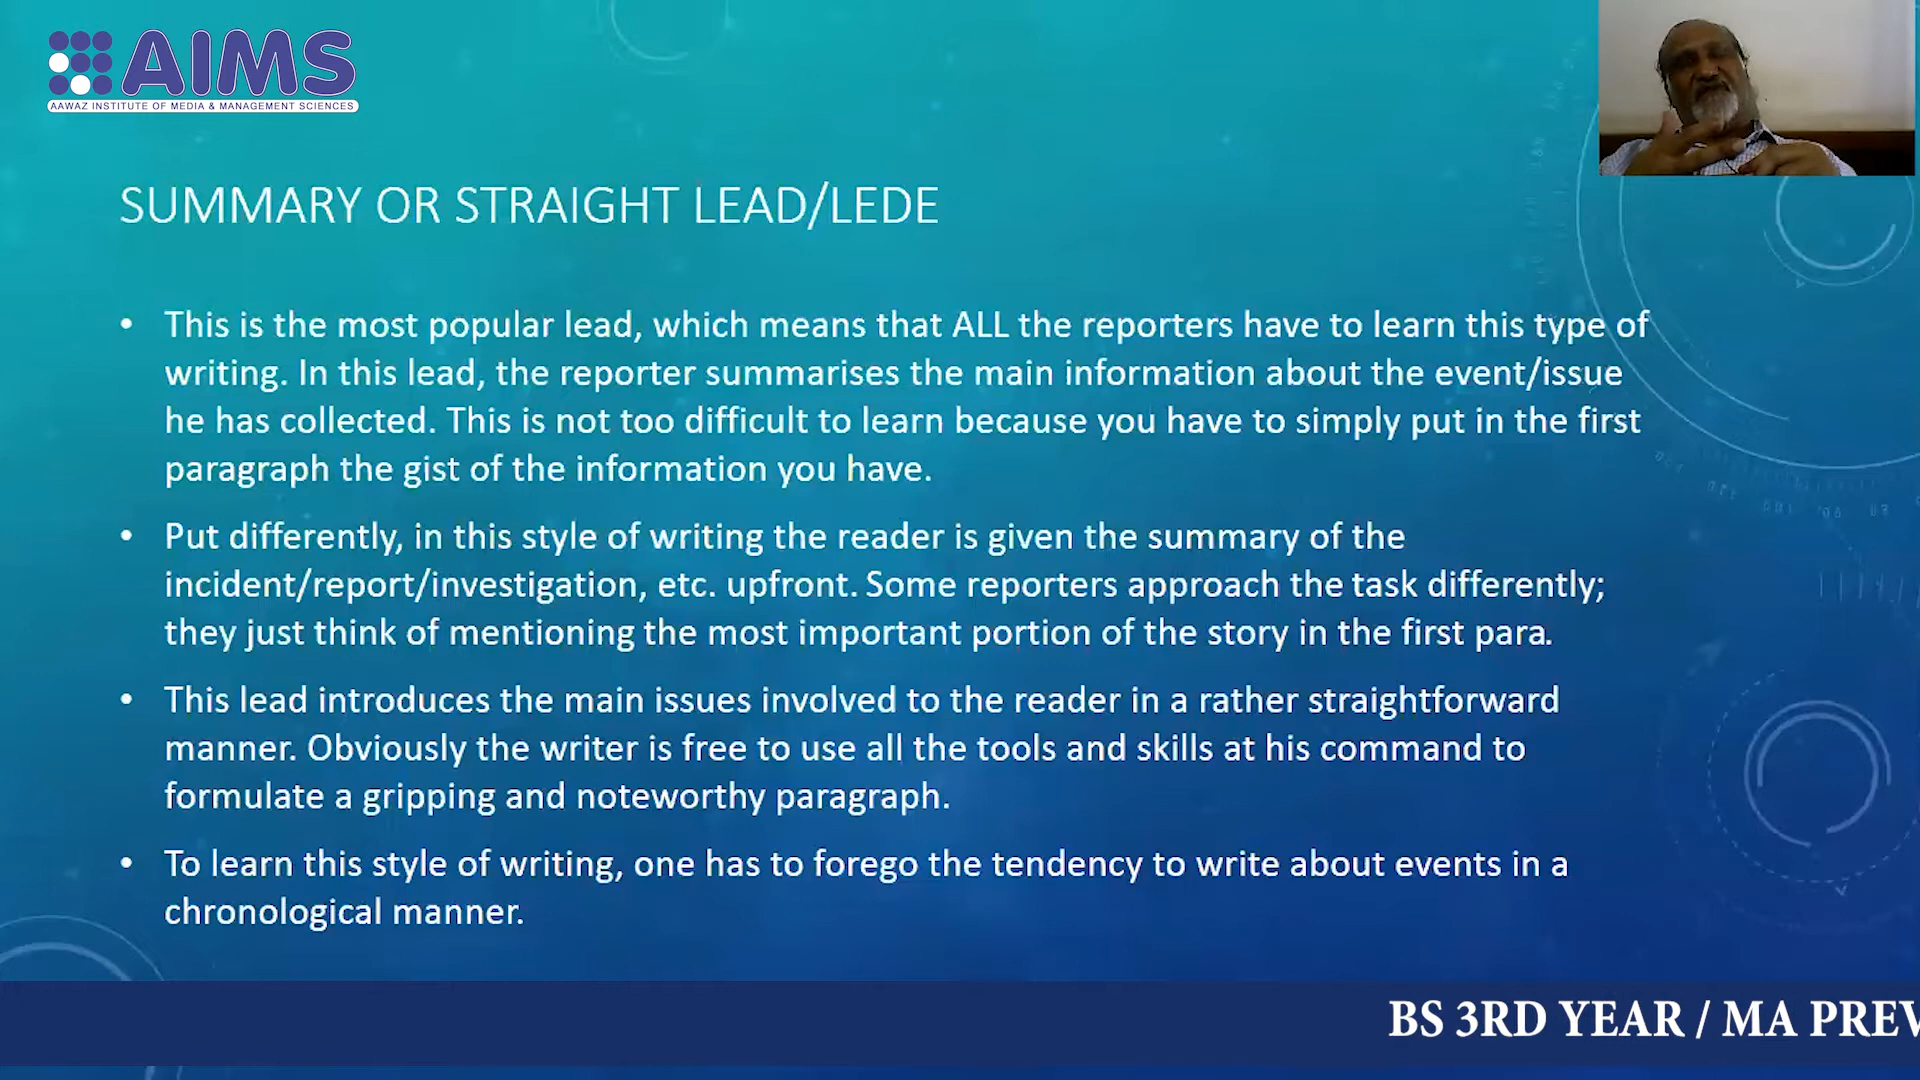 AIMS
AAWAZ INSTITUTE OF MEDIA & MANAGEMENT SCIENCES
SUMMARY OR STRAIGHT LEAD/LEDE
• This is the most popular lead, which means that ALL the reporters have to learn this type of
writing. In this lead, the reporter summarises the main information about the event/issue
he has collected. This is not too difficult to learn because you have to simply put in the first
paragraph the gist of the information you have.
• Put differently, in this style of writing the reader is given the summary of the
incident/report/investigation, etc. upfront. Some reporters approach the task differently;
they just think of mentioning the most important portion of the story in the first para.
• This lead introduces the main issues involved to the reader in a rather straightforward
manner. Obviously the writer is free to use all the tools and skills at his command to
formulate a gripping and noteworthy paragraph.
• To learn this style of writing, one has to forego the tendency to write about events in a
chronological manner.
BS 3RD YEAR / MA PREV